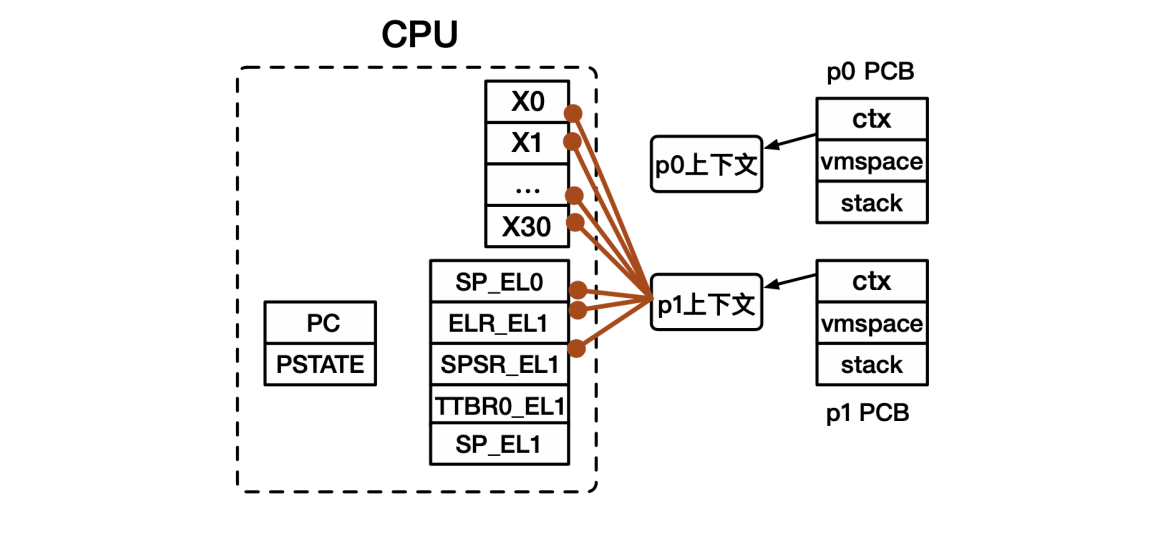 CPU
X0
X1
...
X30
SP_EL0
ELR_EL1
SPSR_EL1
TTBR0_EL1
SP_EL1
PC
PSTATE
p0上下文
p1上下文
p0 PCB
ctx
vmspace
stack
ctx
vmspace
stack
p1 PCB